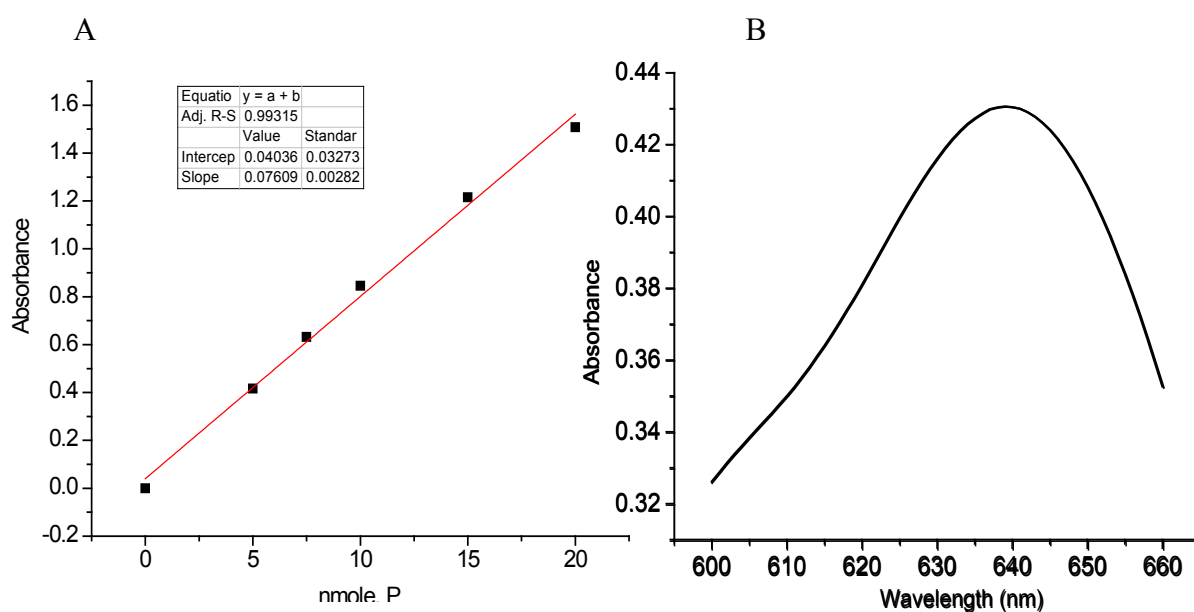 A
B
Equatio y = a + b
Adj. R-S 0.99315
Value Standar
Intercep 0.04036 0.03273
Slope 0.07609 0.00282
1.6
1.4
1.2
1.0
0.8
0.6
0.4
0.2
0.0
-0.2
Absorbance
0 5 10 15 20
nmole. P
0.44
0.42
0.40
0.38
0.36
0.34
0.32
Absorbance
600 610 620 630 640 650 660
Wavelength (nm)